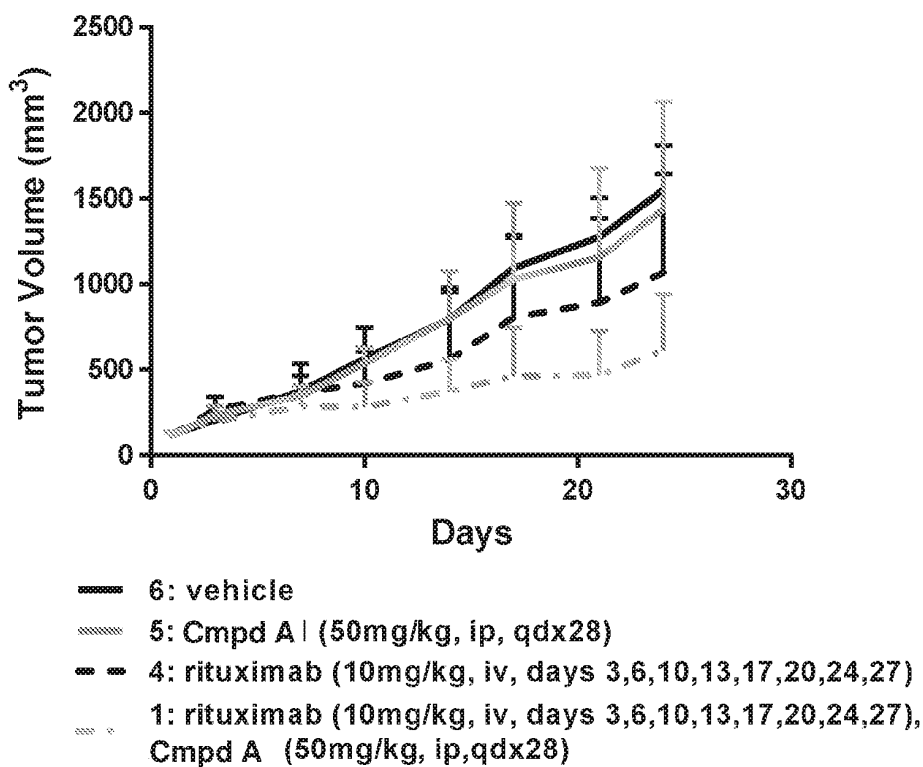 2500
2000
1500
1000
500
0
Tumor Volume (mm³)
0 10 20 30
Days
6: vehicle
5: Cmpd A (50mg/kg, ip, qdx28)
4: rituximab (10mg/kg, iv, days 3,6,10,13,17,20,24,27)
1: rituximab (10mg/kg, iv, days 3,6,10,13,17,20,24,27),
Cmpd A (50mg/kg, ip,qdx28)